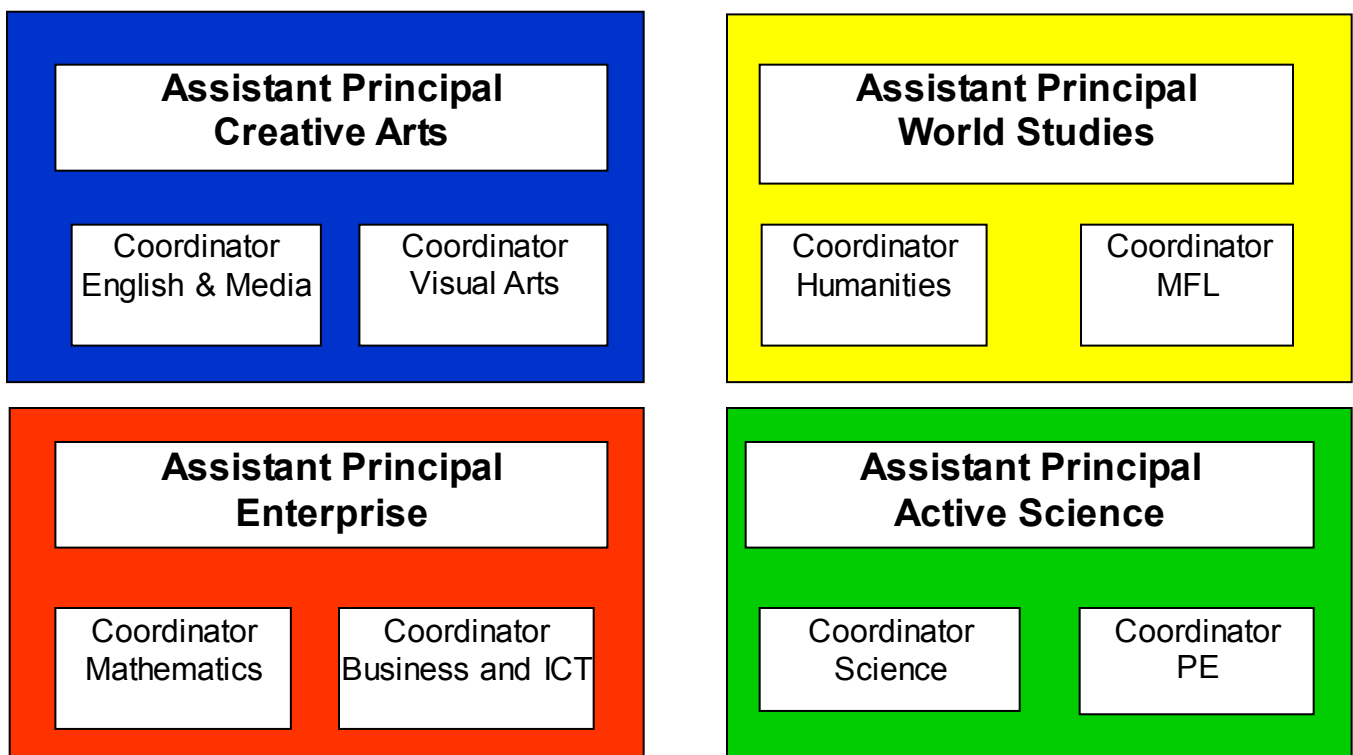 Assistant Principal
Creative Arts
Coordinator
English & Media
Coordinator
Visual Arts
Assistant Principal
World Studies
Coordinator
Humanities
Coordinator
MFL
Assistant Principal
Enterprise
Coordinator
Mathematics
Coordinator
Business and ICT
Assistant Principal
Active Science
Coordinator
Science
Coordinator
PE